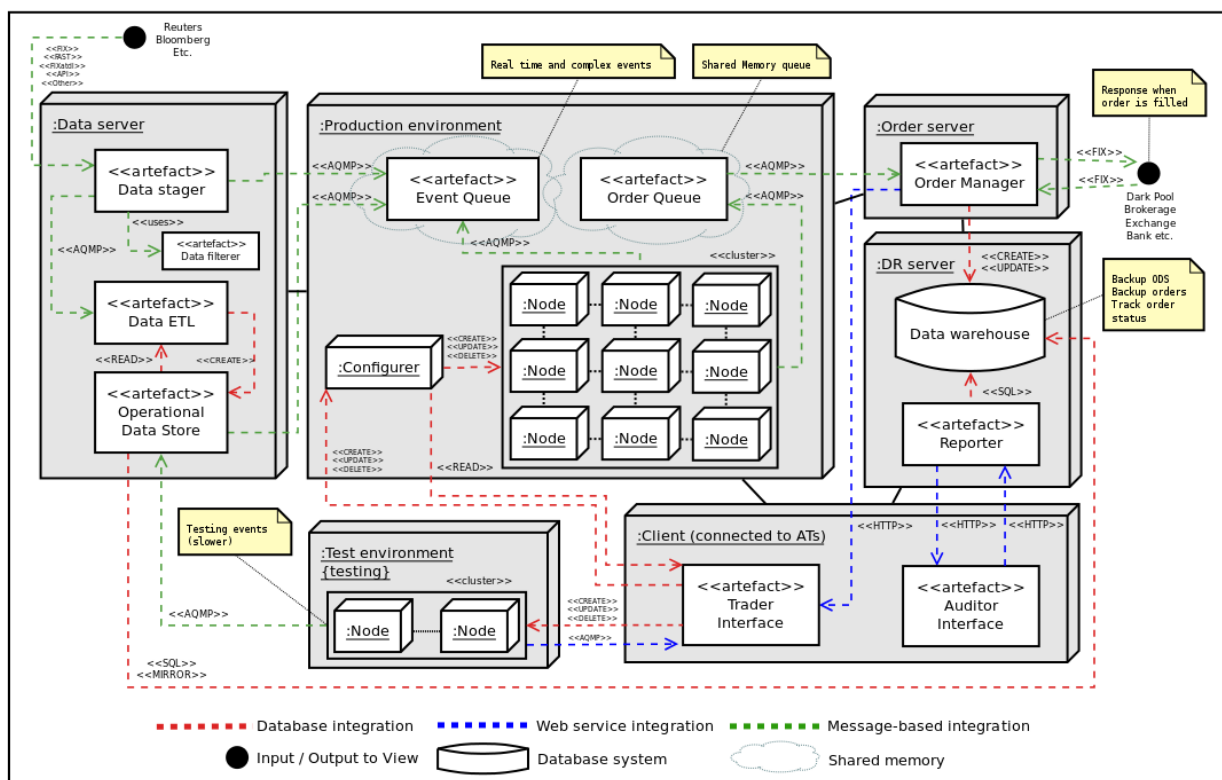 Reuters
Bloomberg
Etc.
<<FIX>>
<<FAST>>
<<FIXatdl>>
<<API>>
<<Other>>
Real time and complex events
Shared Memory queue
Response when
order is filled
:Data server
<<artefact>>
Data stager
<<uses>>
<<artefact>>
Data filterer
<<AQMP>>
<<artefact>>
Data ETL
<<READ>>
<<CREATE>>
<<artefact>>
Operational
Data Store
:Production environment
<<AQMP>>
<<AQMP>>
<<artefact>>
Event Queue
<<artefact>>
Order Queue
<<AQMP>>
<<AQMP>>
<<AQMP>>
<<cluster>>
:Node
:Node
:Node
:Node
:Node
:Node
:Node
:Node
:Node
:Configurer
<<CREATE>>
<<UPDATE>>
<<DELETE>>
<<CREATE>>
<<UPDATE>>
<<DELETE>>
<<READ>>
:Order server
<<artefact>>
Order Manager
<<FIX>>
<<FIX>>
Dark Pool
Brokerage
Exchange
Bank etc.
<<CREATE>>
<<UPDATE>>
:DR server
Data warehouse
Backup ODS
Backup orders
Track order
status
<<SQL>>
<<artefact>>
Reporter
<<HTTP>>
<<HTTP>>
<<HTTP>>
Testing events
(slower)
:Test environment
{testing}
<<cluster>>
:Node
:Node
<<AQMP>>
<<CREATE>>
<<UPDATE>>
<<DELETE>>
<<AQMP>>
:Client (connected to ATs)
<<artefact>>
Trader
Interface
<<artefact>>
Auditor
Interface
<<SQL>>
<<MIRROR>>
Database integration
Web service integration
Message-based integration
Input / Output to View
Database system
Shared memory